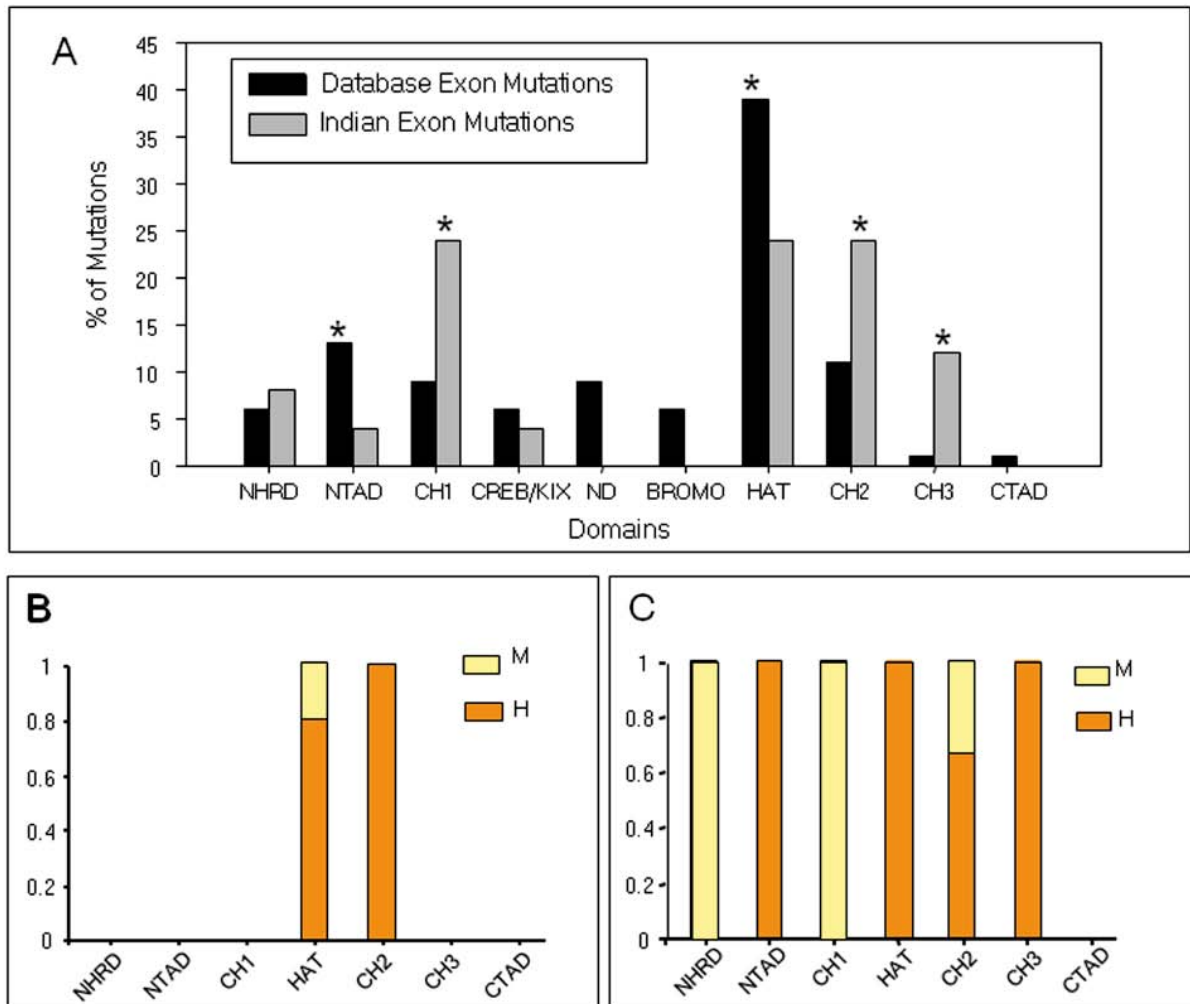 A
45
40
35
30
25
20
15
10
5
0
% of Mutations
Database Exon Mutations
Indian Exon Mutations
*
*
*
*
*
NHRD NTAD CH1 CREB/KIX ND BROMO HAT CH2 CH3 CTAD
Domains
B
M
H
1
0.8
0.6
0.4
0.2
0
NHRD NTAD CH1 HAT CH2 CH3 CTAD
C
M
H
1
0.8
0.6
0.4
0.2
0
NHRD NTAD CH1 HAT CH2 CH3 CTAD